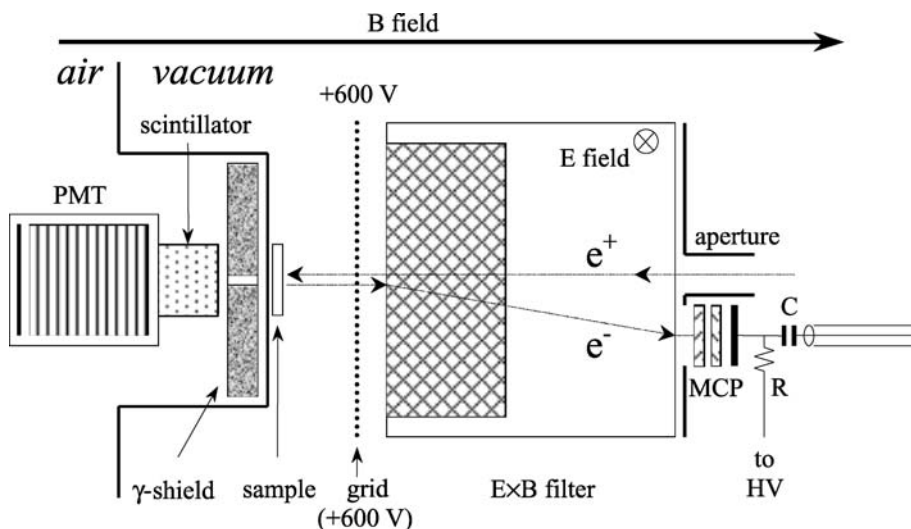 B field
air
vacuum
+600 V
scintillator
E field
PMT
aperture
e+
C
e-
MCP
R
to
HV
γ-shield
sample
grid
(+600 V)
E×B filter